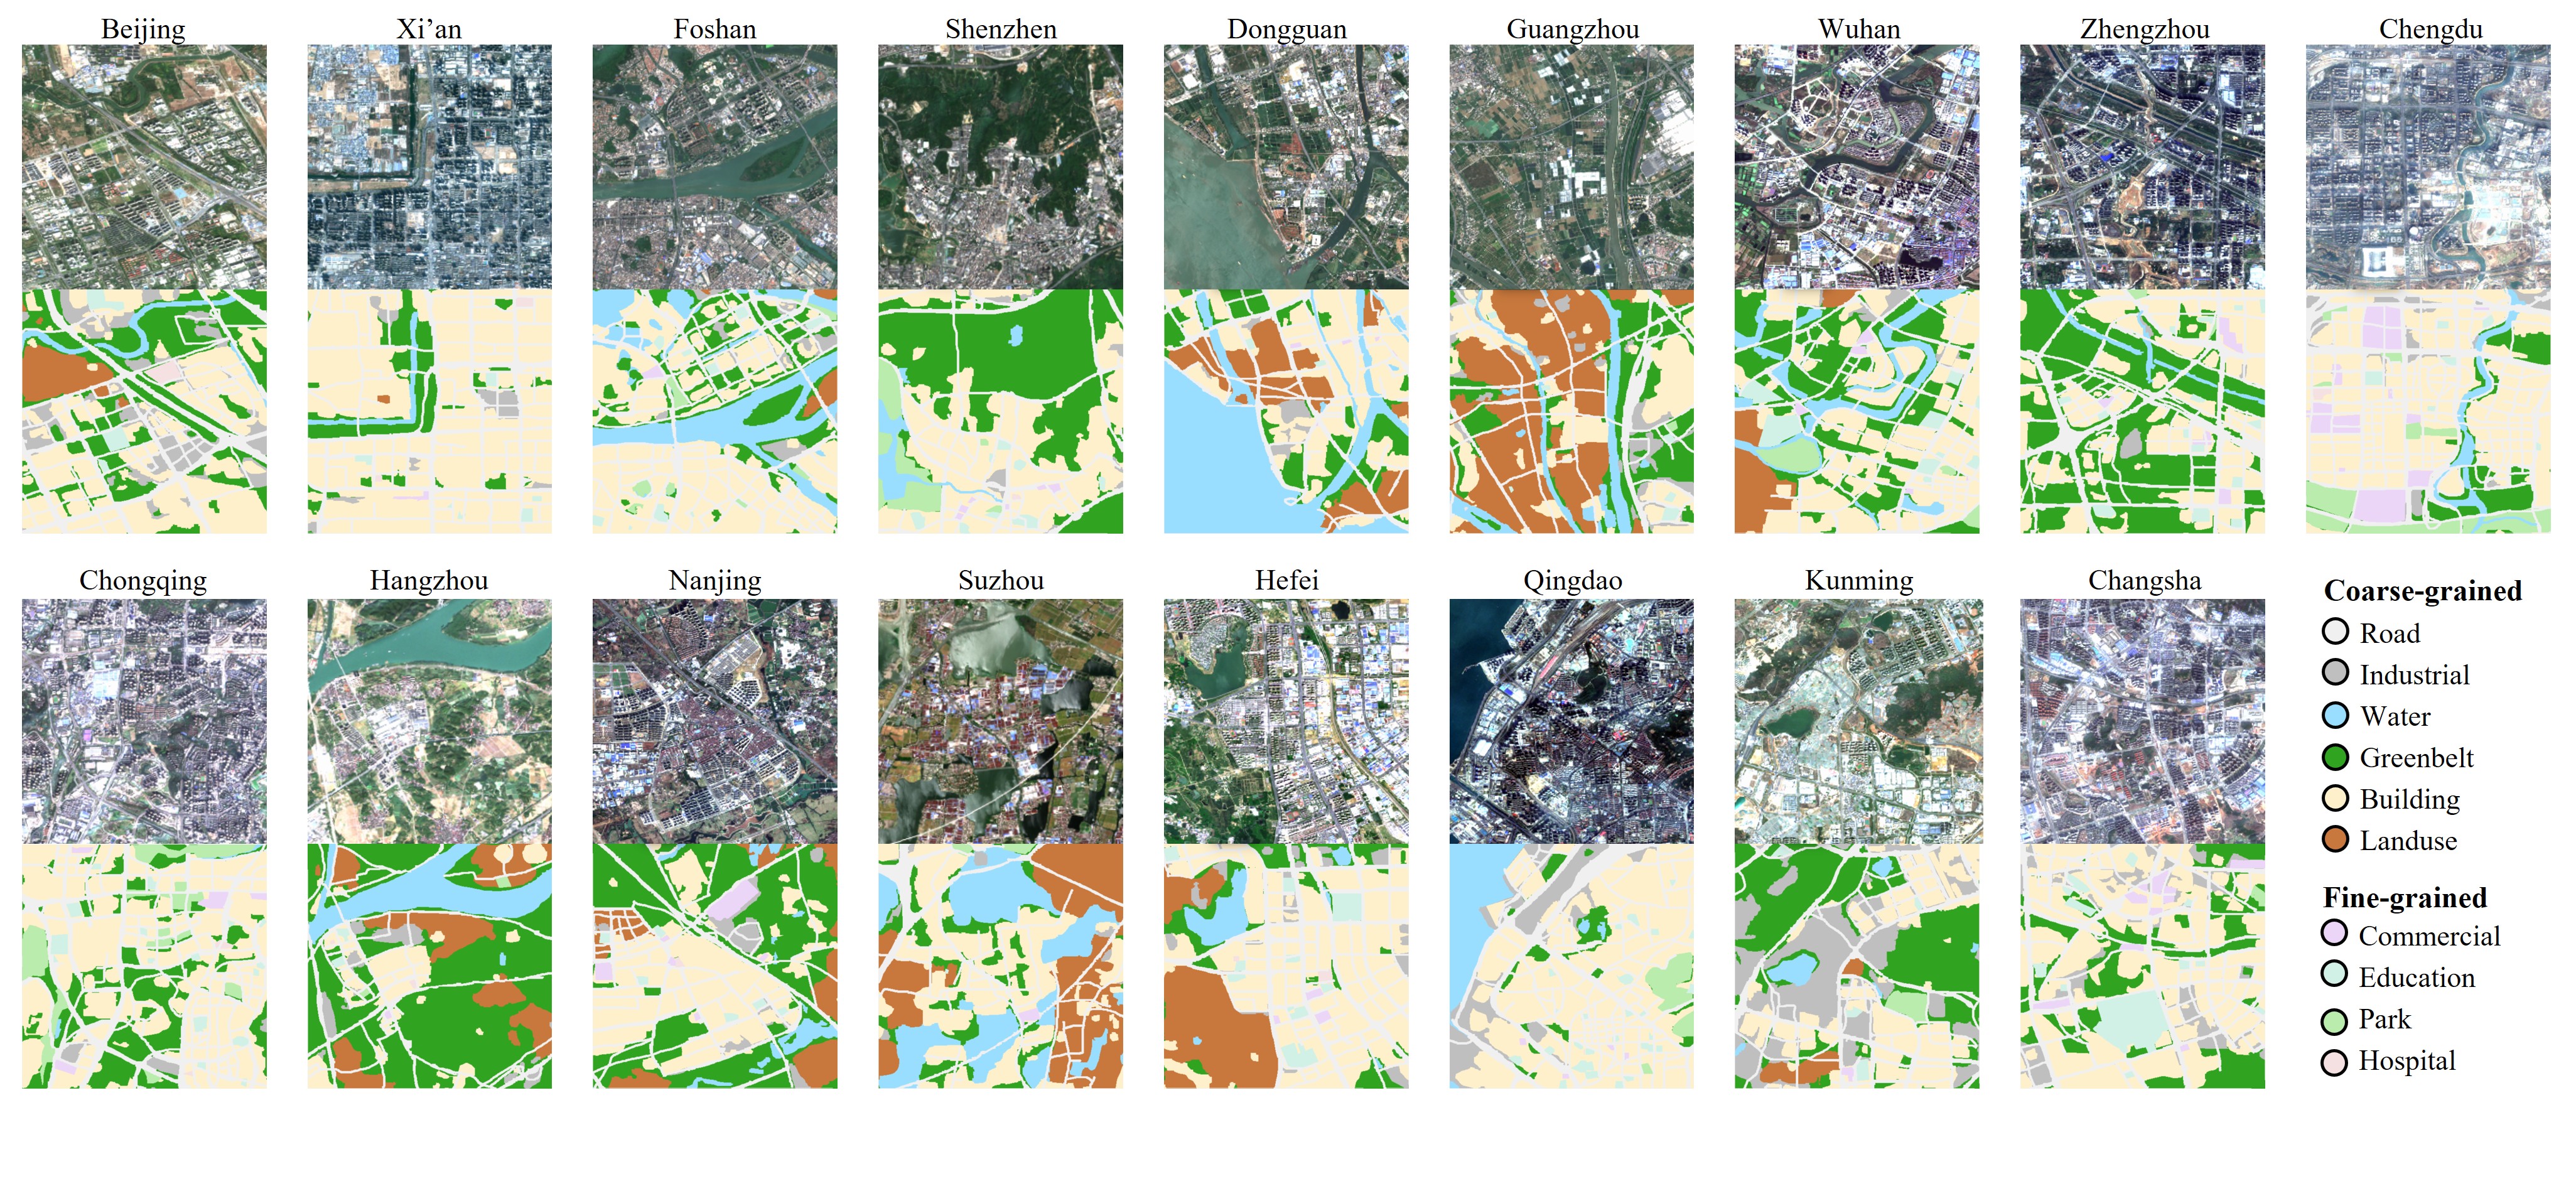 Beijing
Xi’an
Foshan
Shenzhen
Dongguan
Guangzhou
Wuhan
Zhengzhou
Chengdu
Chongqing
Hangzhou
Nanjing
Suzhou
Hefei
Qingdao
Kunming
Changsha
Coarse-grained
Road
Industrial
Water
Greenbelt
Building
Landuse
Fine-grained
Commercial
Education
Park
Hospital